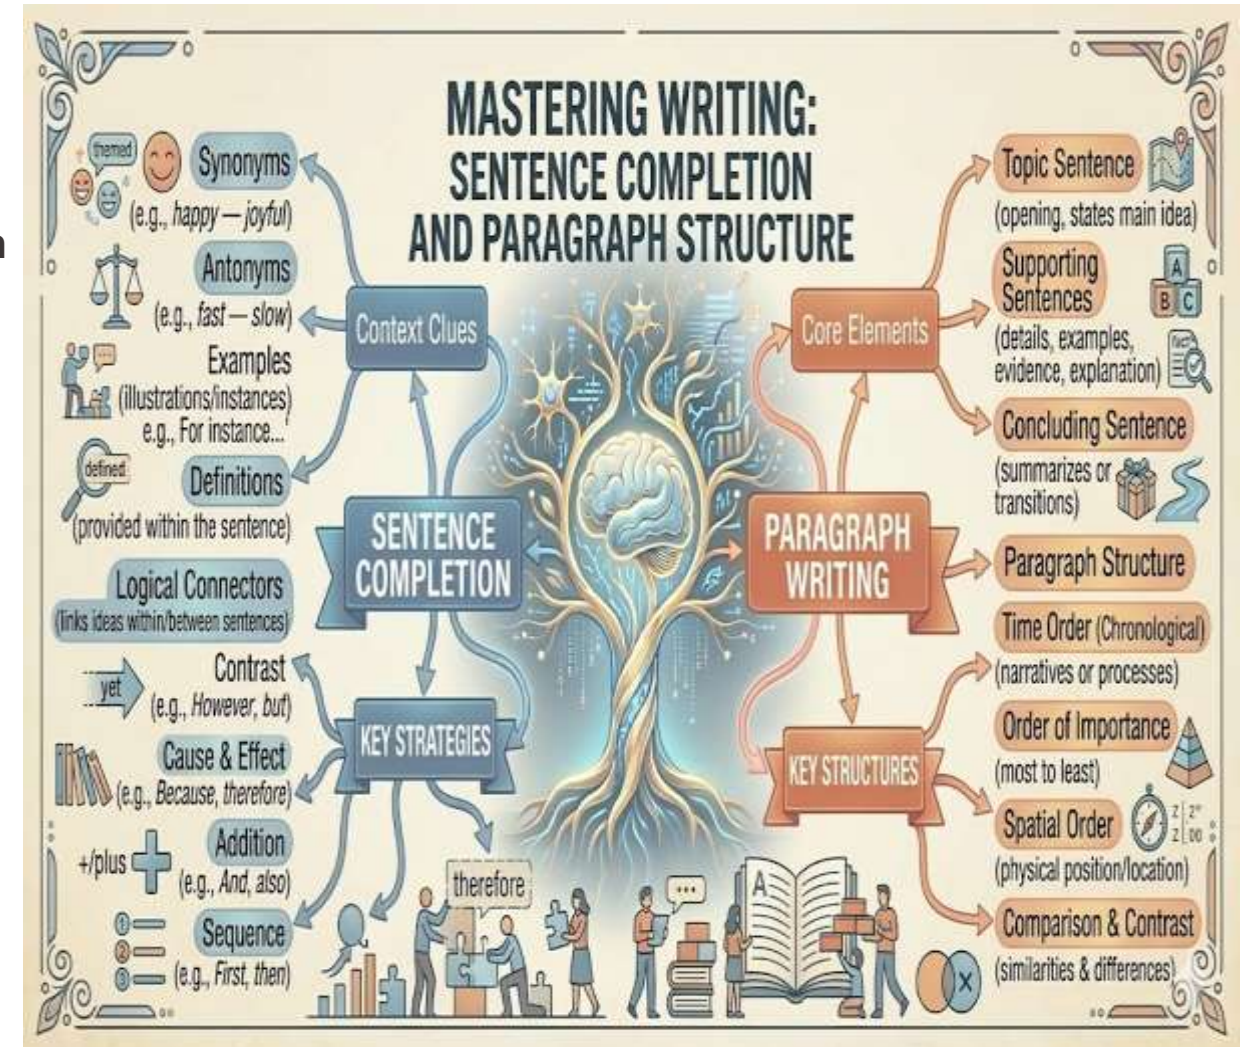 MASTERING WRITING:
SENTENCE COMPLETION
AND PARAGRAPH STRUCTURE
themed
Synonyms
(e.g., happy — joyful)
Antonyms
(e.g., fast — slow)
Examples
(illustrations/instances)
e.g., For instance...'
defined
Definitions
(provided within the sentence)
Logical Connectors
(links ideas within/between sentences)
yet
Contrast
(e.g., However, but)
Cause & Effect
(e.g., Because, therefore)
+/plus
Addition
(e.g., And, also)
1
2
3
Sequence
(e.g., First, then)
Context Clues
SENTENCE
COMPLETION
KEY STRATEGIES
therefore
...
A
Core Elements
PARAGRAPH
WRITING
KEY STRUCTURES
Topic Sentence
(opening, states main idea)
Supporting
Sentences
A
B C
(details, examples,
evidence, explanation)
Concluding Sentence
(summarizes or
transitions)
Paragraph Structure
Time Order (Chronological)
(narratives or processes)
Order of Importance
(most to least)
Spatial Order
(physical position/location)
Comparison & Contrast
(similarities & differences)
X